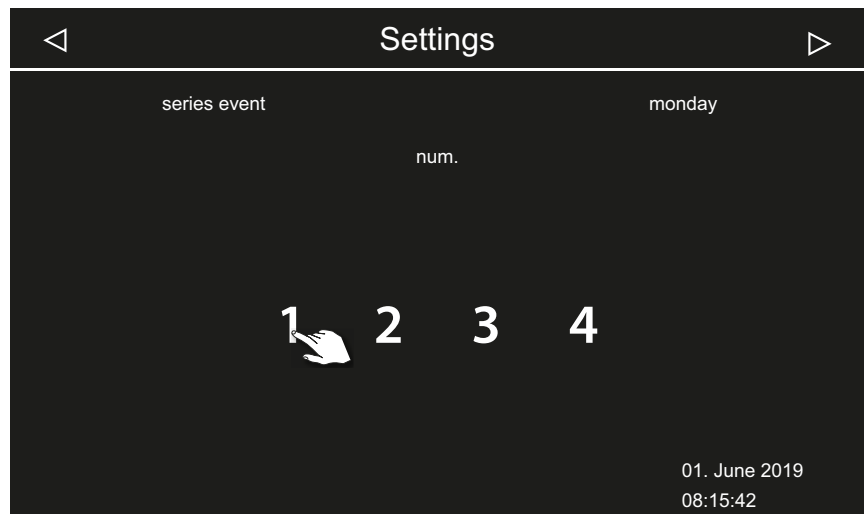 Settings
series event monday
num.
1 2 3 4
01. June 2019
08:15:42